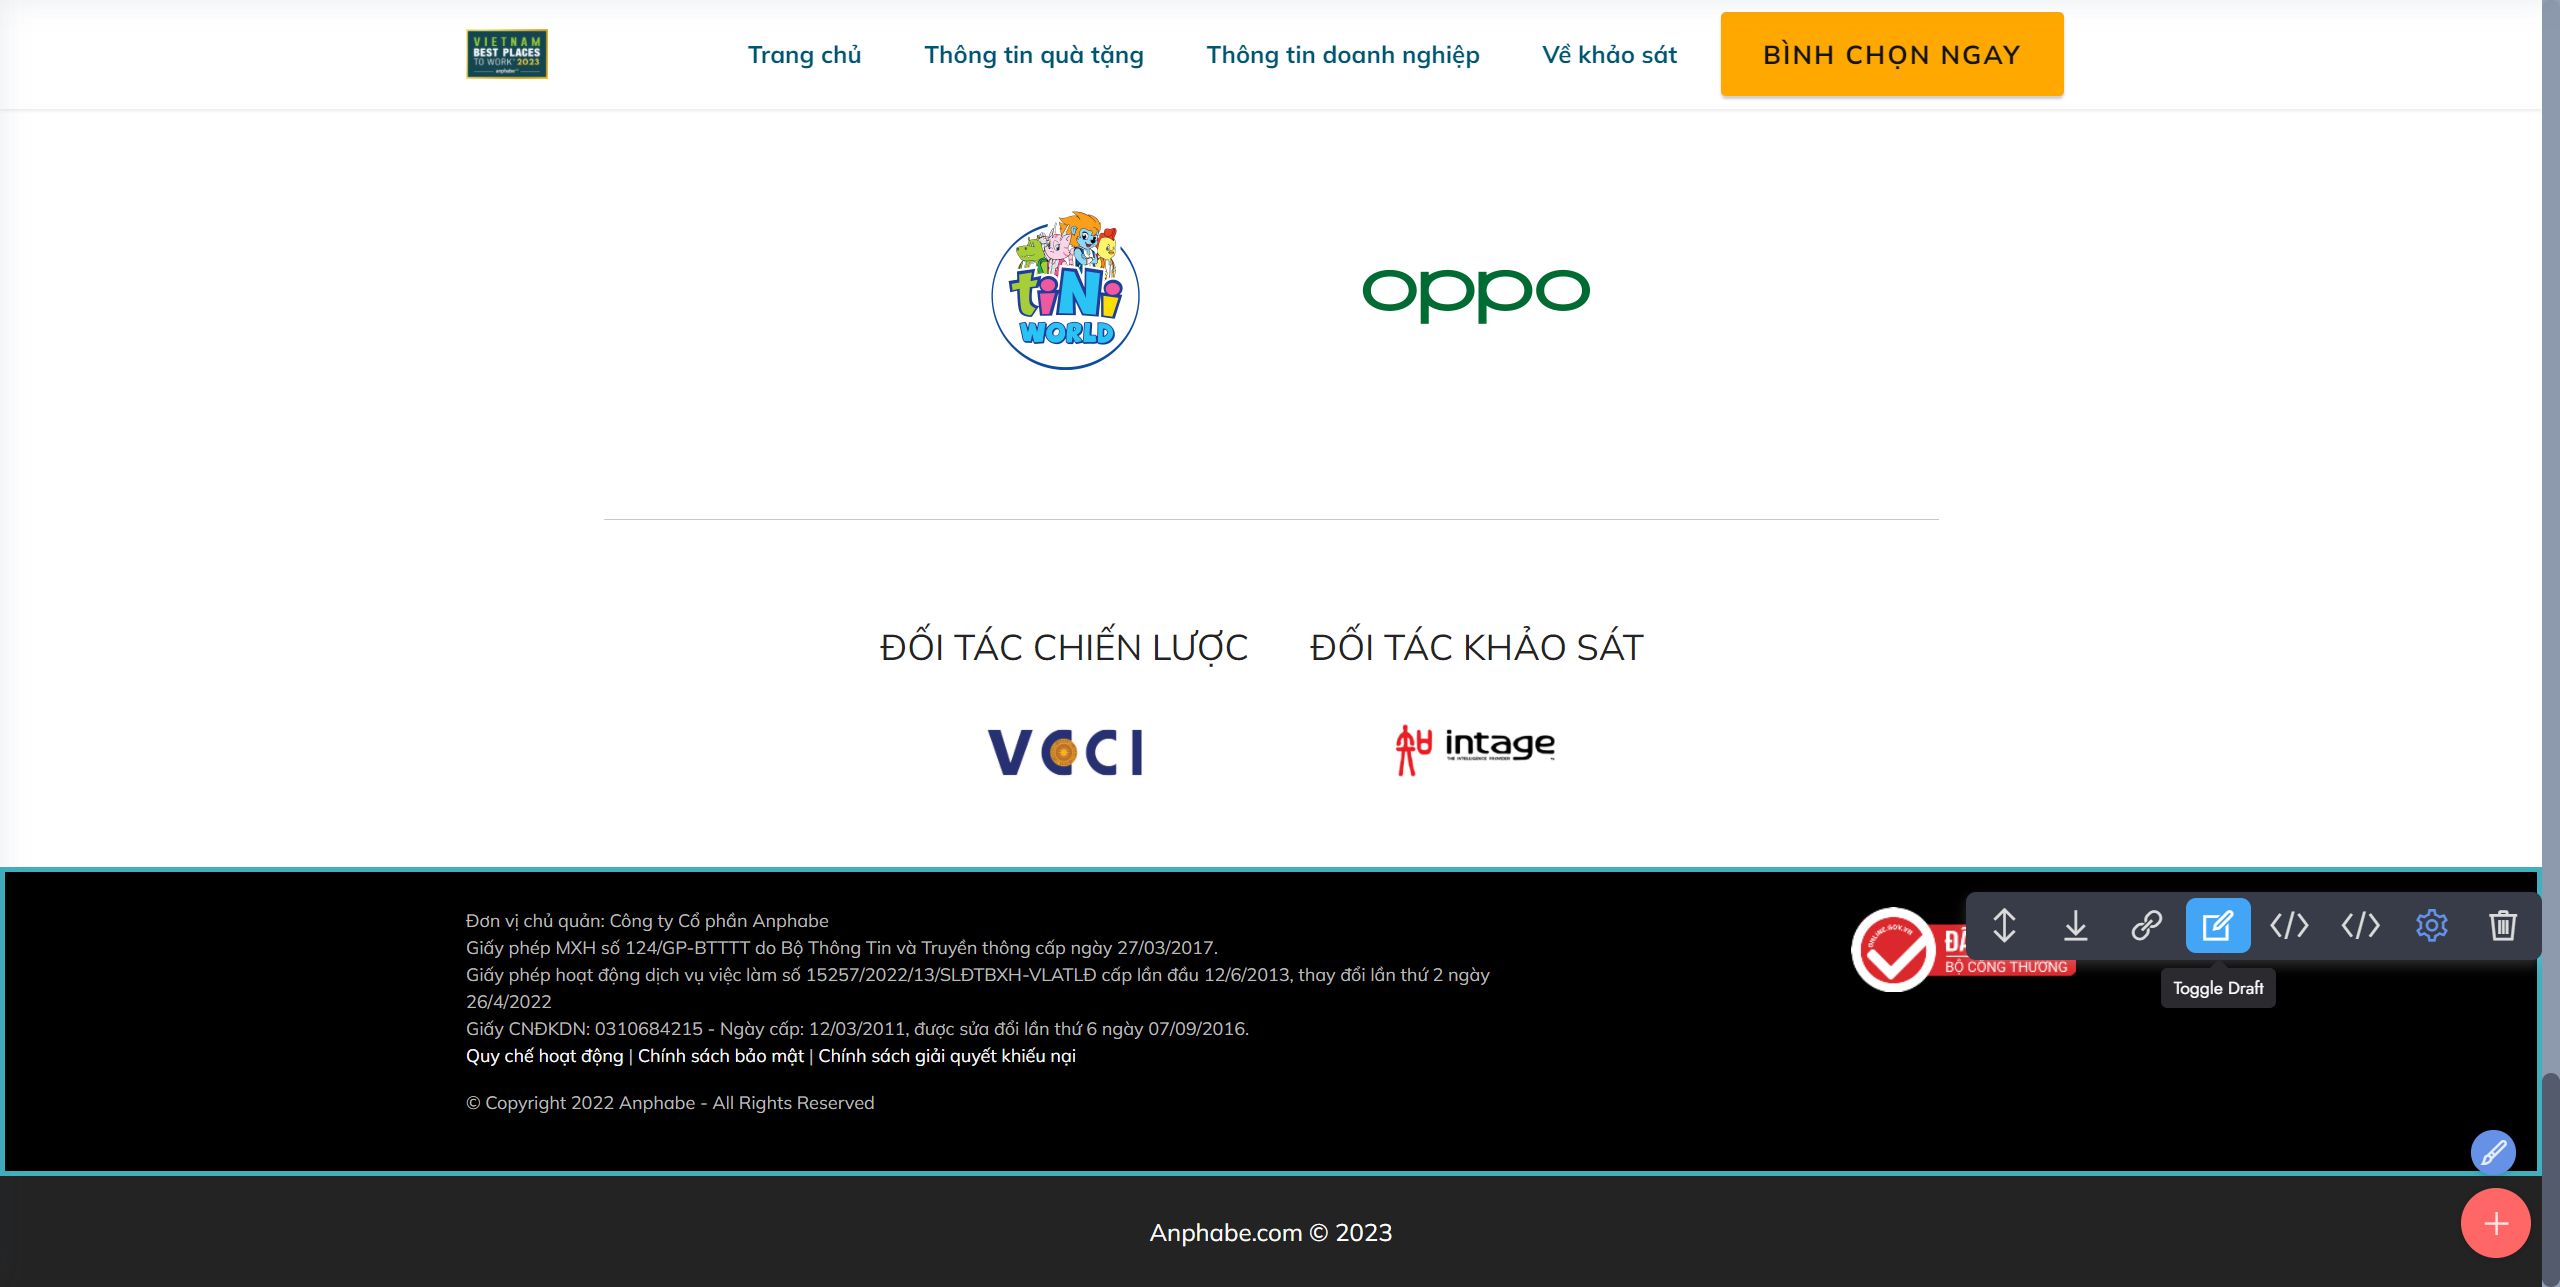 VIETNAM
BEST PLACES
TO WORK 2023
anphabe
Trang chủ
Thông tin quà tặng
Thông tin doanh nghiệp
Về khảo sát
BÌNH CHỌN NGAY
tiNi
WORLD
oppo
ĐỐI TÁC CHIẾN LƯỢC
ĐỐI TÁC KHẢO SÁT
VCCI
intage
THE INTELLIGENCE PROVIDER
Đơn vị chủ quản: Công ty Cổ phần Anphabe
Giấy phép MXH số 124/GP-BTTTT do Bộ Thông Tin và Truyền thông cấp ngày 27/03/2017.
Giấy phép hoạt động dịch vụ việc làm số 15257/2022/13/SLĐTBXH-VLATLĐ cấp lần đầu 12/6/2013, thay đổi lần thứ 2 ngày
26/4/2022
Giấy CNĐKDN: 0310684215 - Ngày cấp: 12/03/2011, được sửa đổi lần thứ 6 ngày 07/09/2016.
Quy chế hoạt động | Chính sách bảo mật | Chính sách giải quyết khiếu nại
© Copyright 2022 Anphabe - All Rights Reserved
ONLINE.GOV.VN
BỘ CÔNG THƯƠNG
Toggle Draft
Anphabe.com © 2023